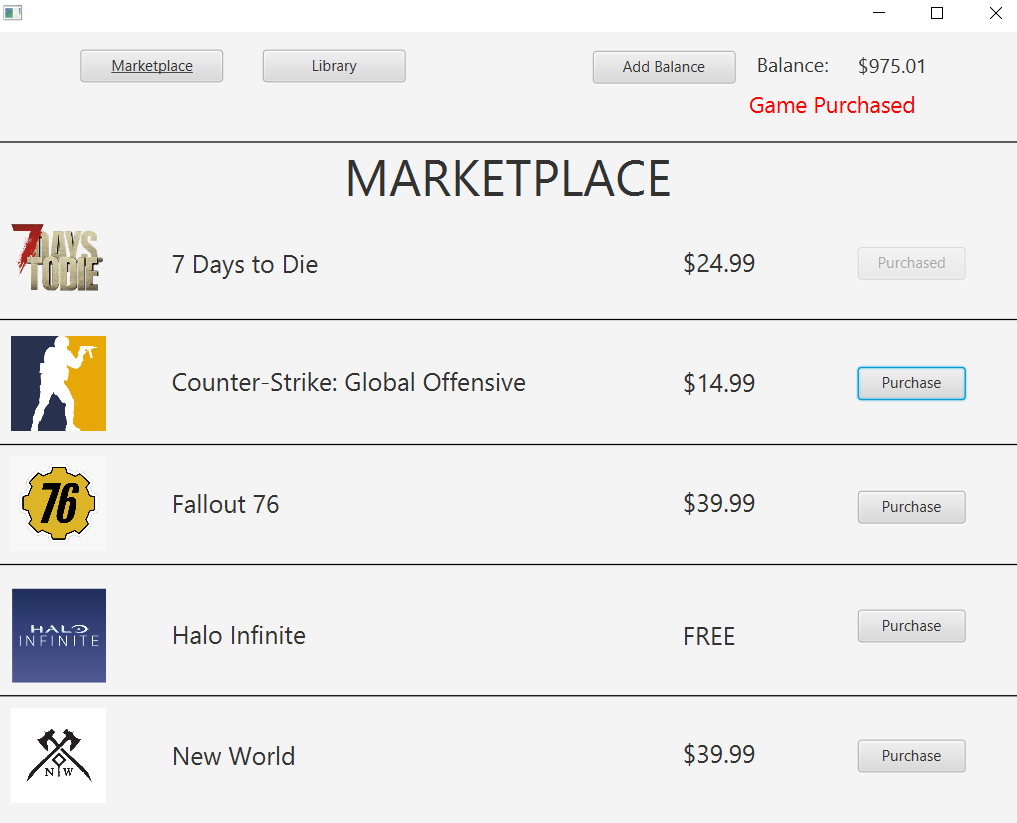 Marketplace Library Add Balance Balance: $975.01
Game Purchased
MARKETPLACE
7 DAYS TO DIE
7 Days to Die $24.99 Purchased
Counter-Strike: Global Offensive $14.99 Purchase
76
Fallout 76 $39.99 Purchase
HALO
INFINITE
Halo Infinite FREE Purchase
N W
New World $39.99 Purchase